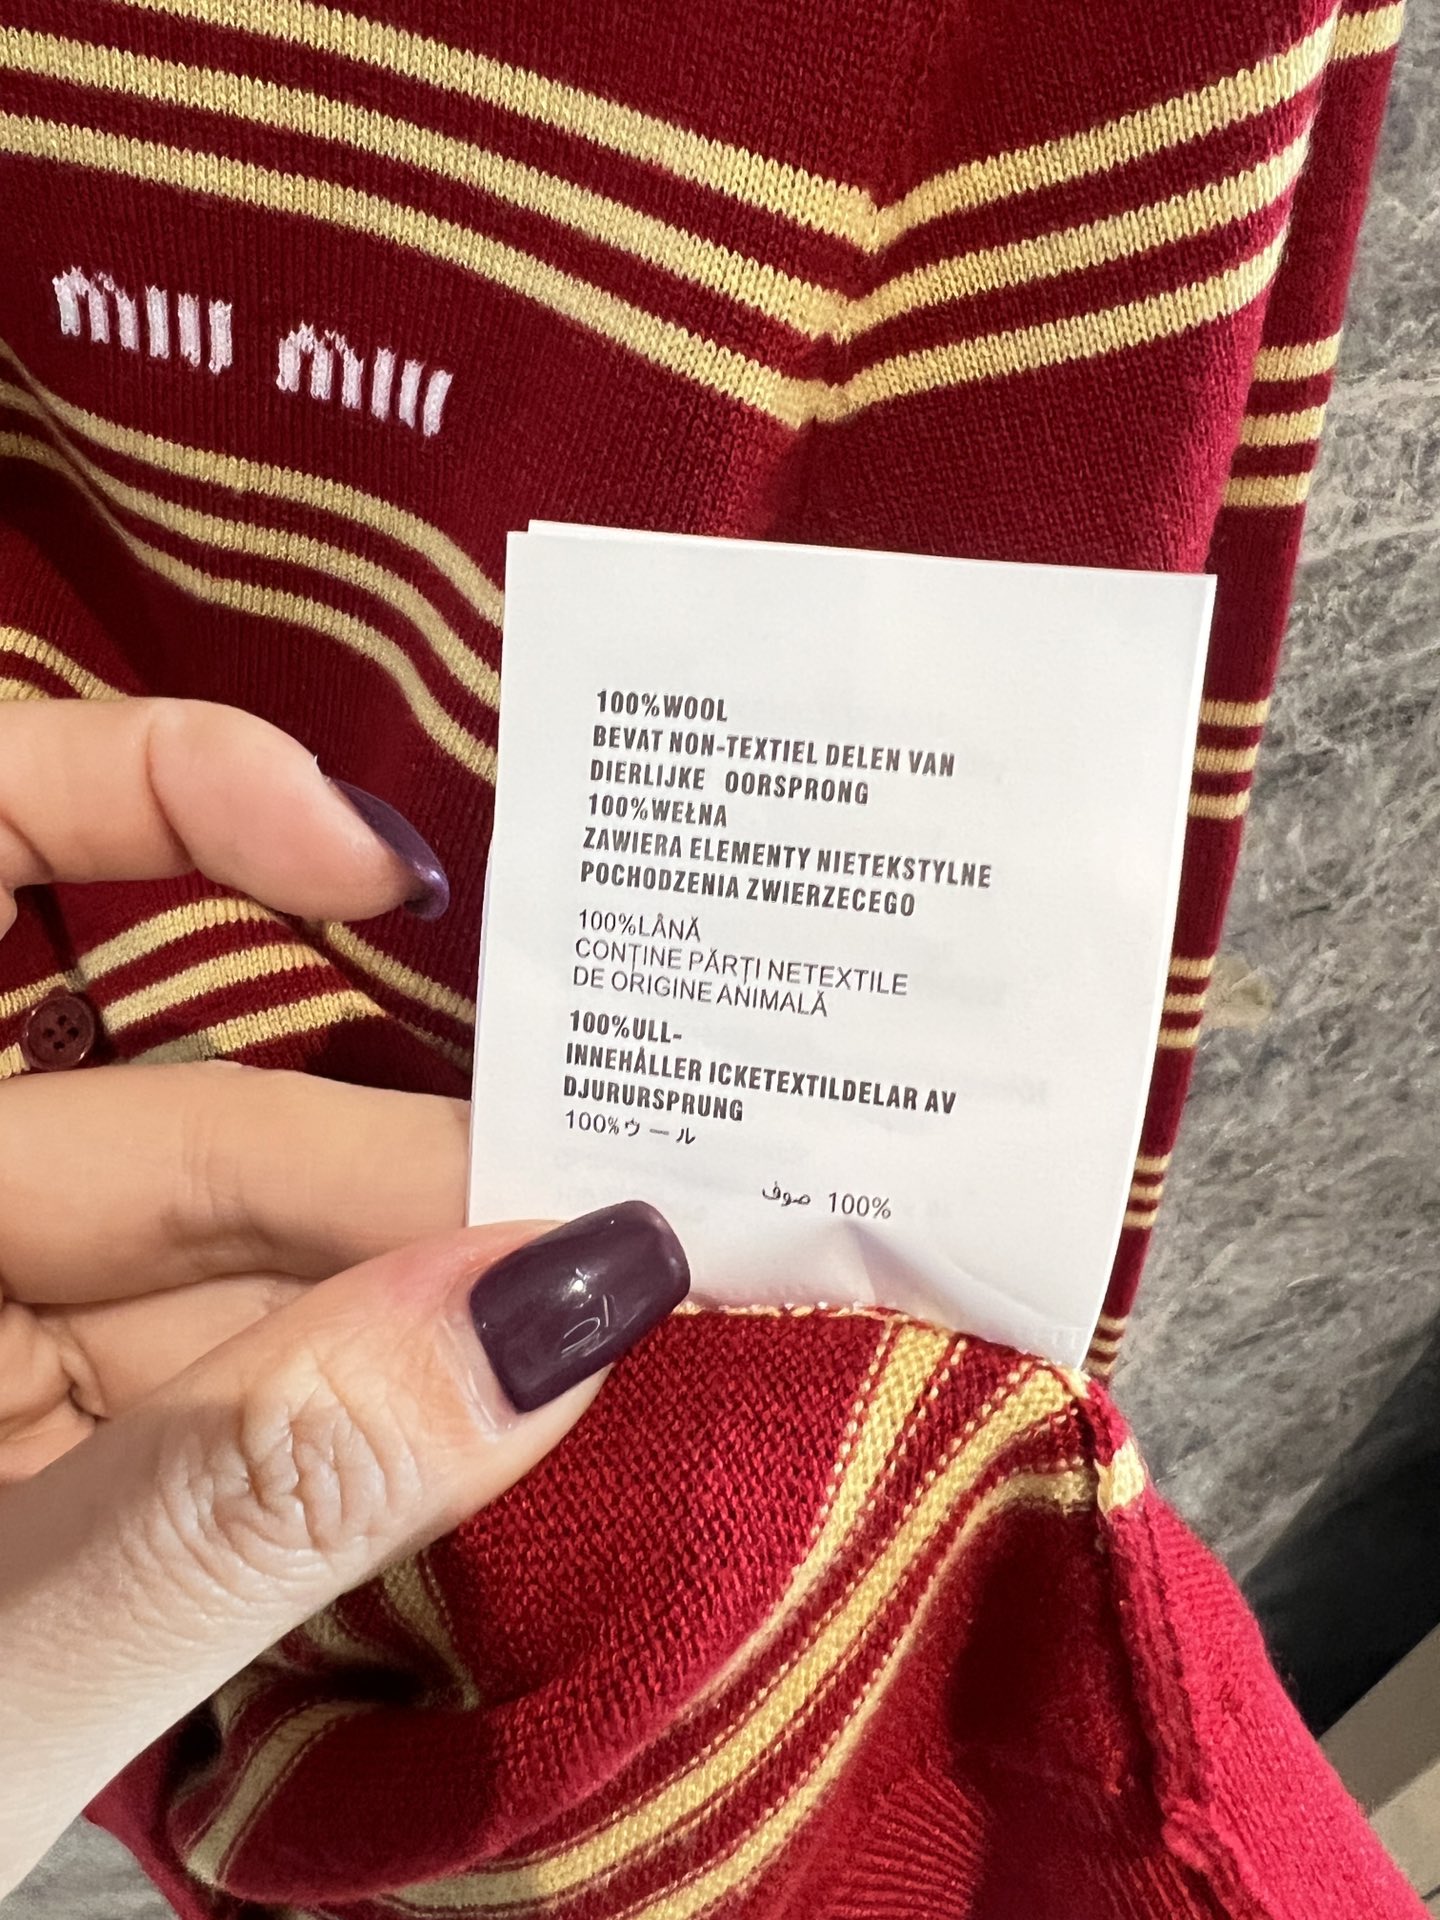 miu miu
100%WOOL
BEVAT NON-TEXTIEL DELEN VAN
DIERLIJKE OORSPRONG
100%WEŁNA
ZAWIERA ELEMENTY NIETEKSTYLNE
POCHODZENIA ZWIERZECEGO
100%LÂNĂ
CONȚINE PĂRȚI NETEXTILE
DE ORIGINE ANIMALĂ
100%ULL-
INNEHÅLLER ICKETEXTILDELAR AV
DJURURSPRUNG
100%ウール
صوف 100%